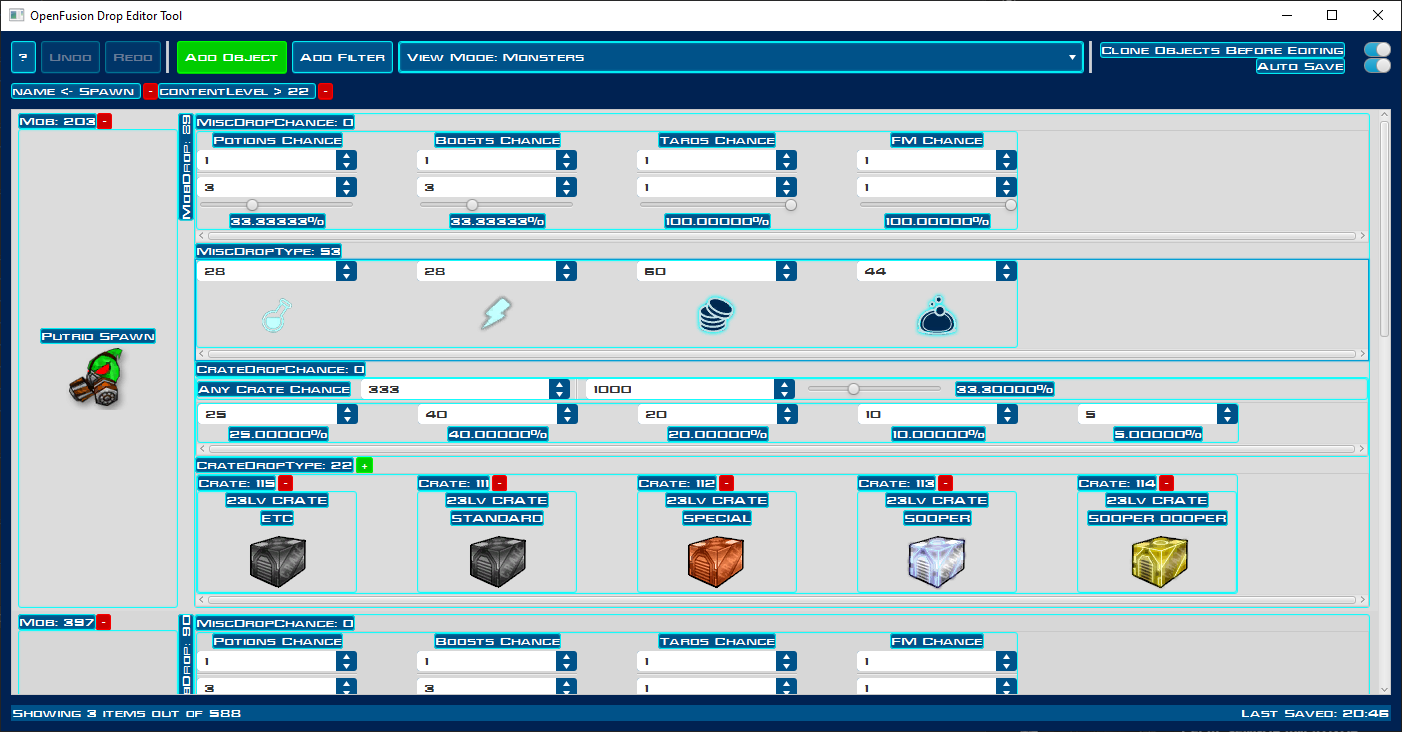 OpenFusion Drop Editor Tool
? Undo Redo Add Object Add Filter View Mode: Monsters Clone Objects Before Editing
Auto Save
name <- Spawn - contentLevel > 22 -
Mob: 203 - MobDrop: 89 MiscDropChance: 0
Potions Chance Boosts Chance Taros Chance FM Chance
1 1 1 1
3 3 1 1
33.33333% 33.33333% 100.00000% 100.00000%
MiscDropType: 53
28 28 60 44
Putrid Spawn
CrateDropChance: 0
Any Crate Chance 333 1000 33.30000%
25 40 20 10 5
25.00000% 40.00000% 20.00000% 10.00000% 5.00000%
CrateDropType: 22 +
Crate: 115 - Crate: 111 - Crate: 112 - Crate: 113 - Crate: 114 -
23Lv CRATE 23Lv CRATE 23Lv CRATE 23Lv CRATE 23Lv CRATE
ETC STANDARD SPECIAL SOOPER SOOPER DOOPER
Mob: 397 - MiscDropChance: 0
Potions Chance Boosts Chance Taros Chance FM Chance
1 1 1 1
3 3 1 1
Showing 3 items out of 588 Last Saved: 20:46